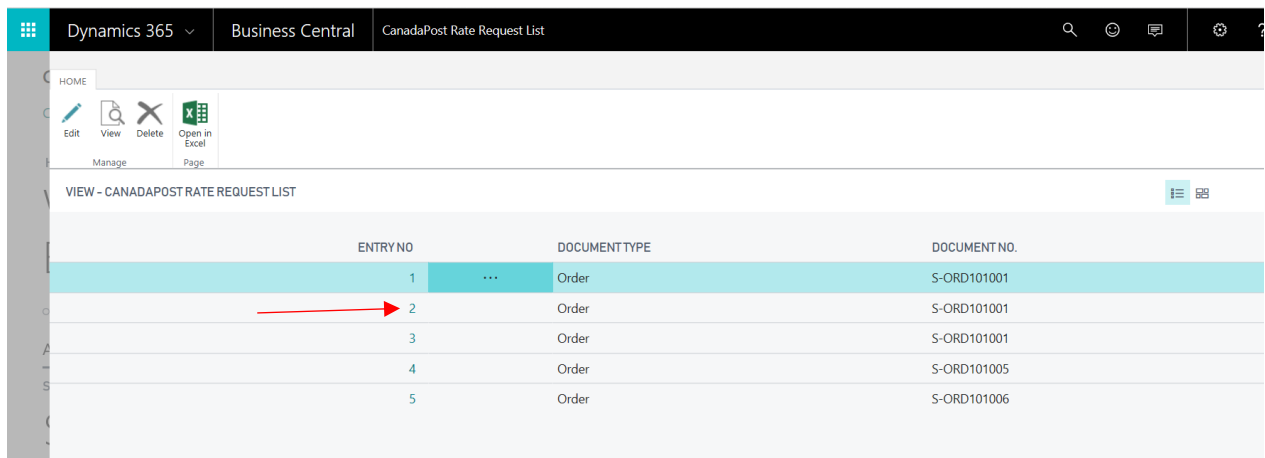 Dynamics 365 Business Central CanadaPost Rate Request List ?
HOME
Edit View Delete Open in
Excel
Manage Page
VIEW - CANADAPOST RATE REQUEST LIST
ENTRY NO DOCUMENT TYPE DOCUMENT NO.
1 ... Order S-ORD101001
2 Order S-ORD101001
3 Order S-ORD101001
4 Order S-ORD101005
5 Order S-ORD101006